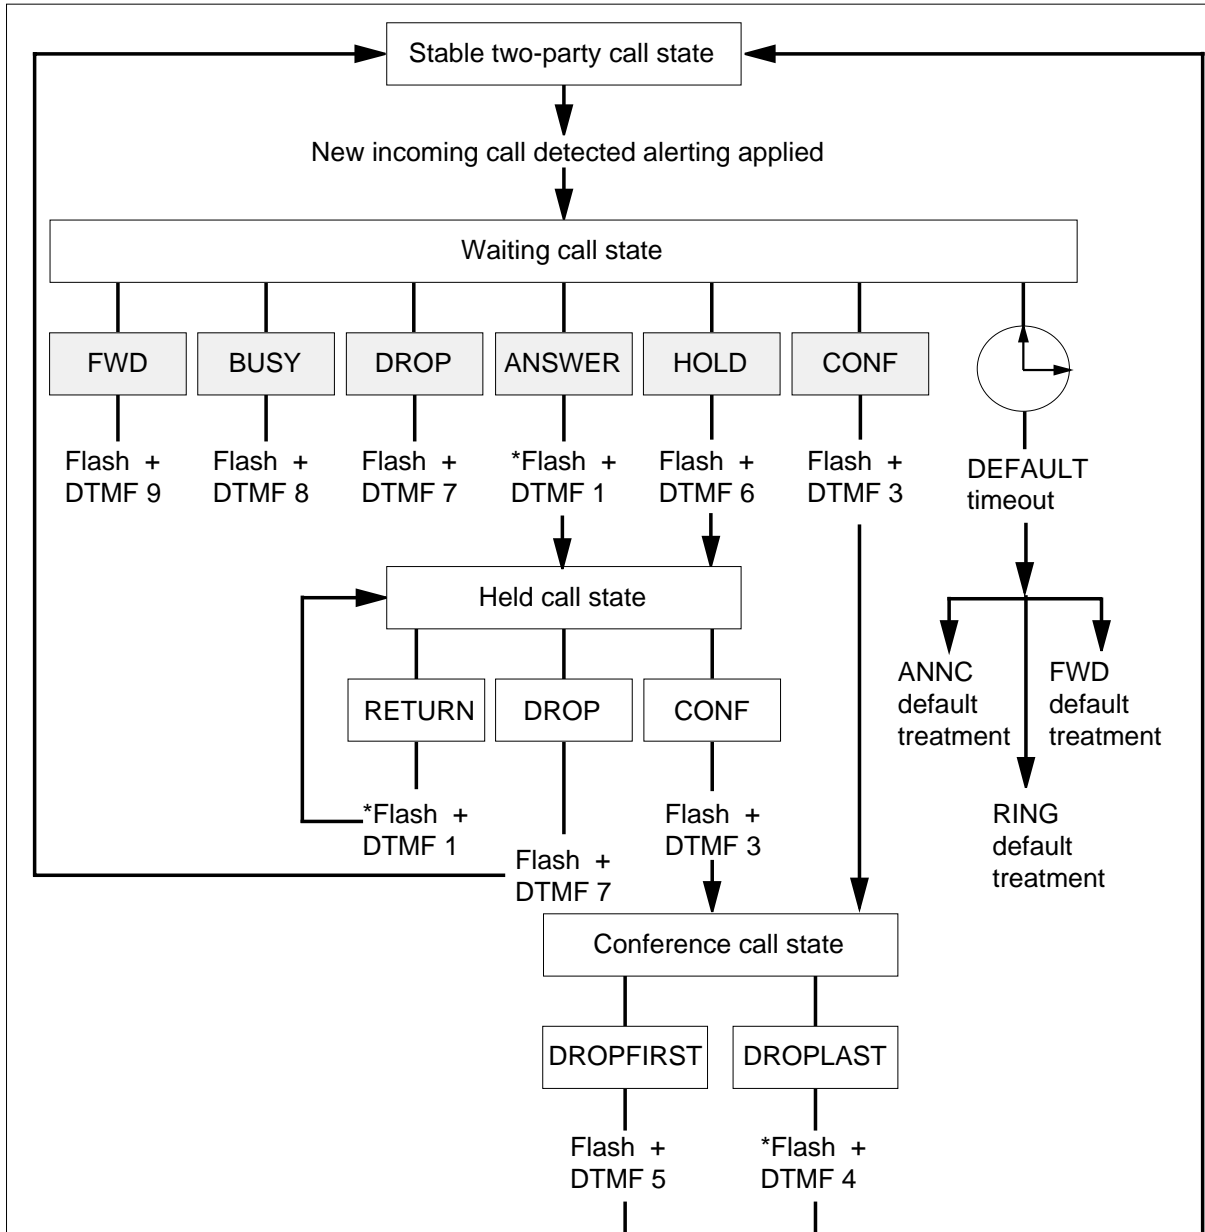 Stable two-party call state
New incoming call detected alerting applied
Waiting call state
FWD
BUSY
DROP
ANSWER
HOLD
CONF
Flash +
DTMF 9
Flash +
DTMF 8
Flash +
DTMF 7
*Flash +
DTMF 1
Flash +
DTMF 6
Flash +
DTMF 3
DEFAULT
timeout
Held call state
RETURN
DROP
CONF
*Flash +
DTMF 1
Flash +
DTMF 7
Flash +
DTMF 3
ANNC
default
treatment
FWD
default
treatment
RING
default
treatment
Conference call state
DROPFIRST
DROPLAST
Flash +
DTMF 5
*Flash +
DTMF 4